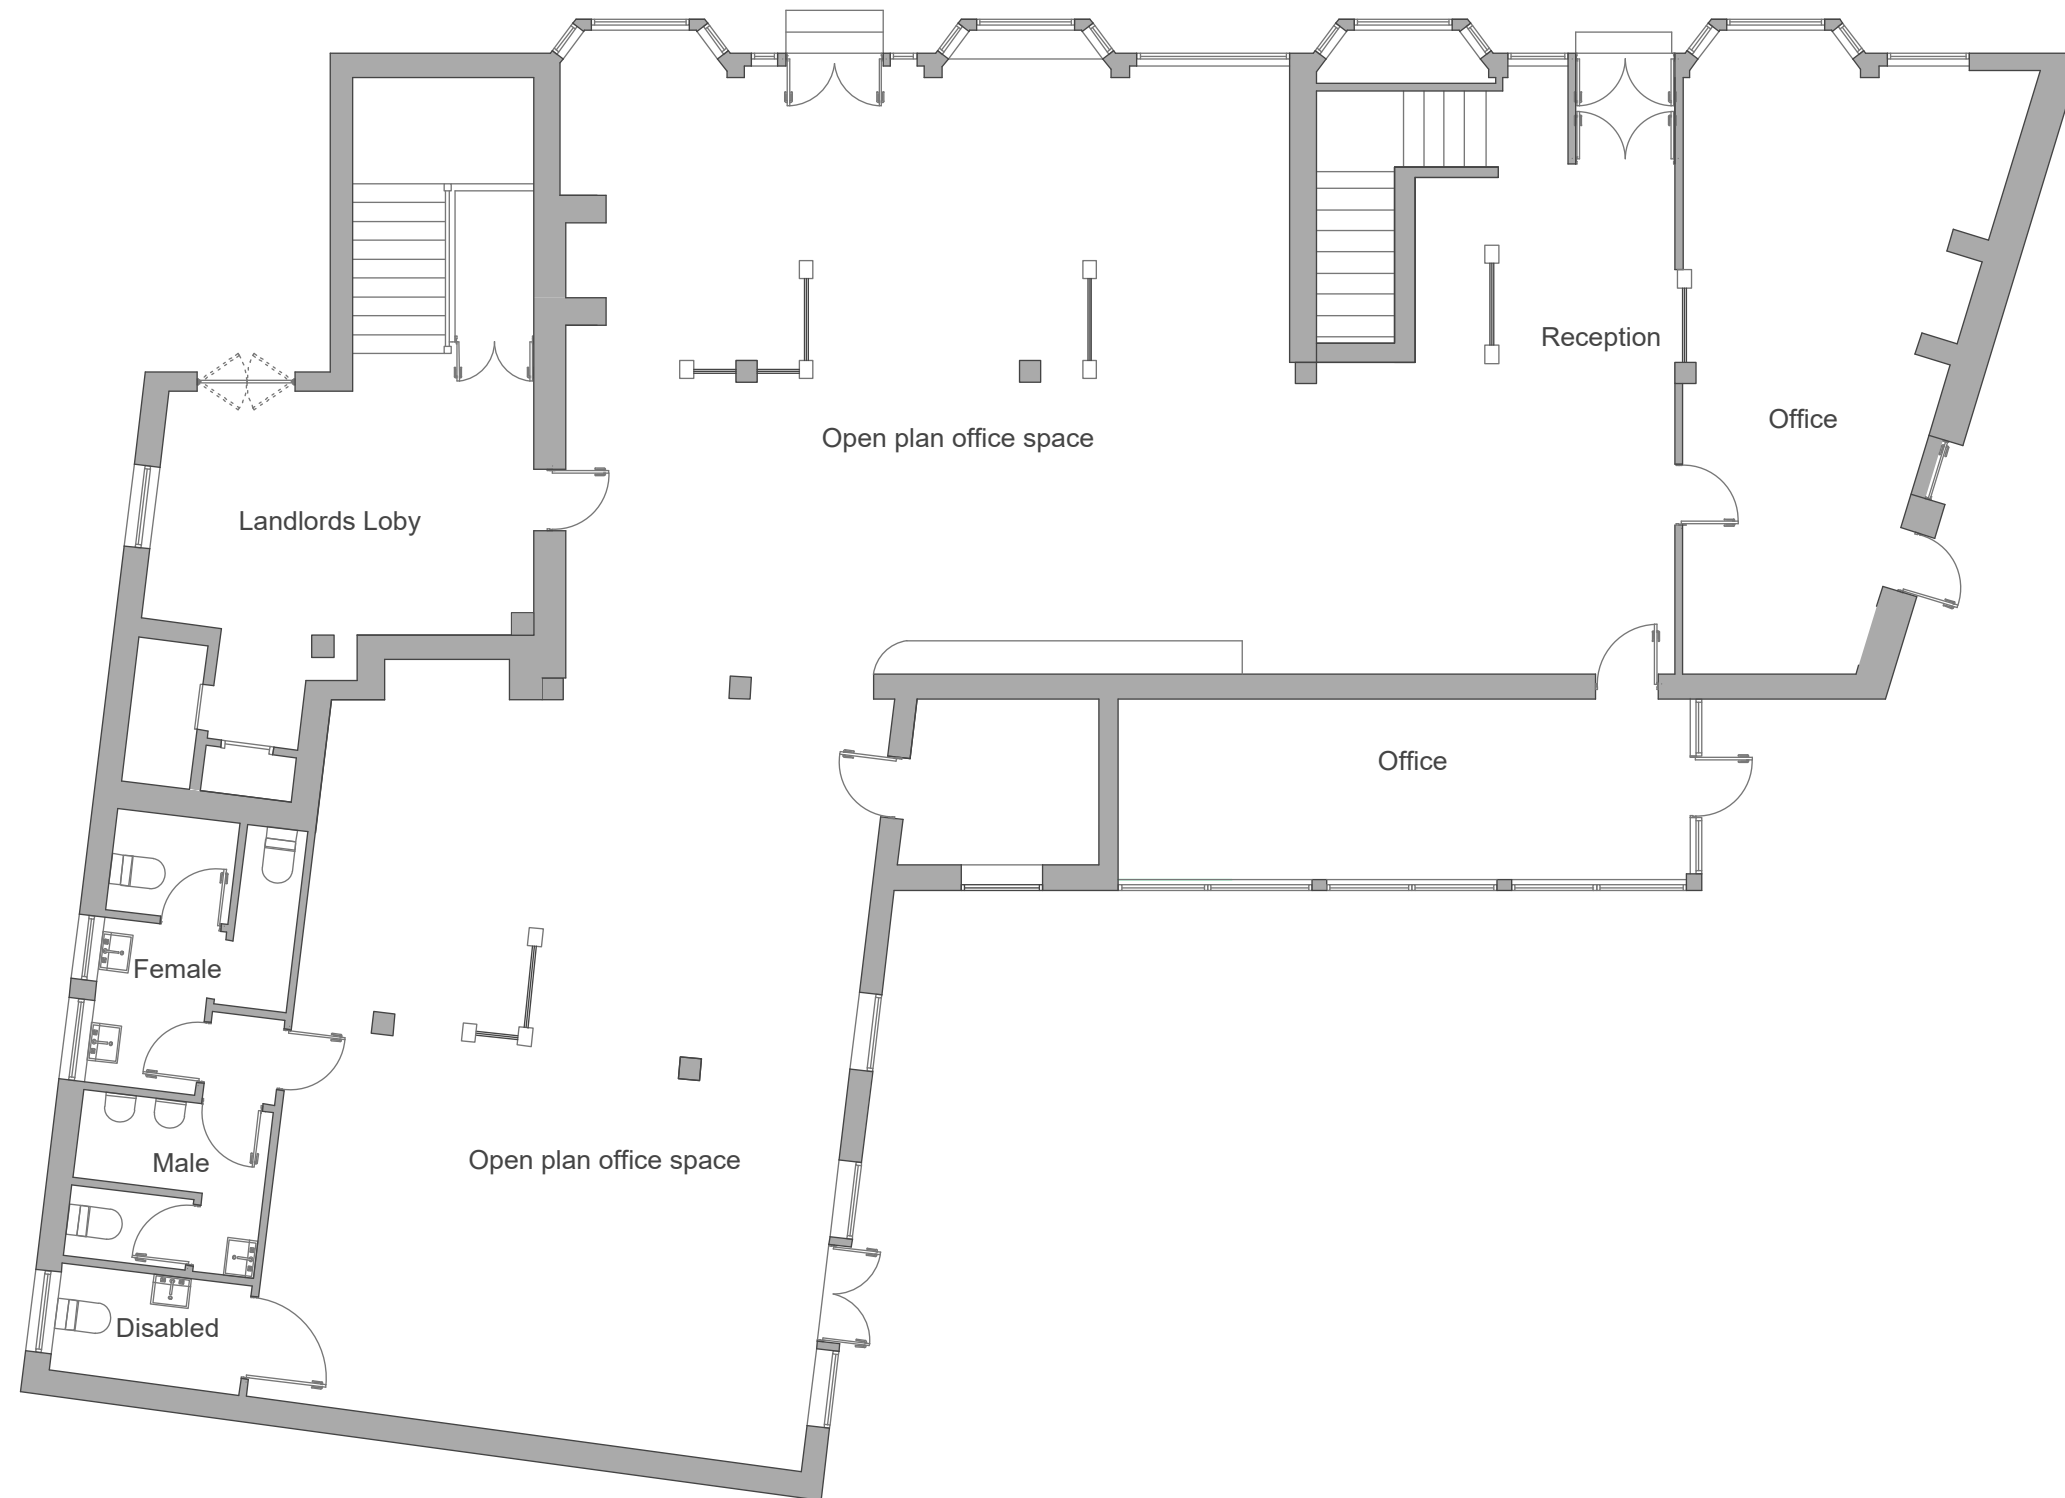 Reception
Office
Open plan office space
Landlords Loby
Office
Female
Open plan office space
Male
Disabled